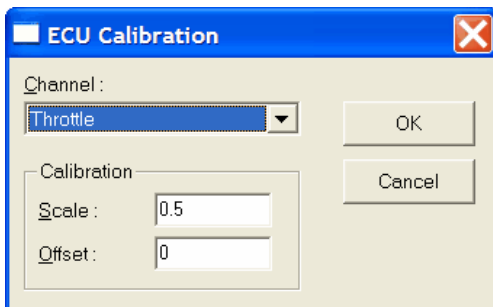 ECU Calibration
Channel :
Throttle
OK
Calibration
Cancel
Scale :
0.5
Offset :
0